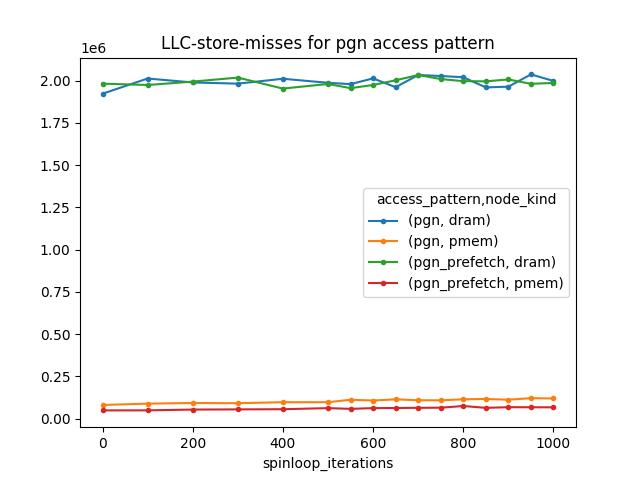 LLC-store-misses for pgn access pattern
1e6
2.00
1.75
1.50
1.25
1.00
0.75
0.50
0.25
0.00
access_pattern,node_kind
(pgn, dram)
(pgn, pmem)
(pgn_prefetch, dram)
(pgn_prefetch, pmem)
0 200 400 600 800 1000
spinloop_iterations